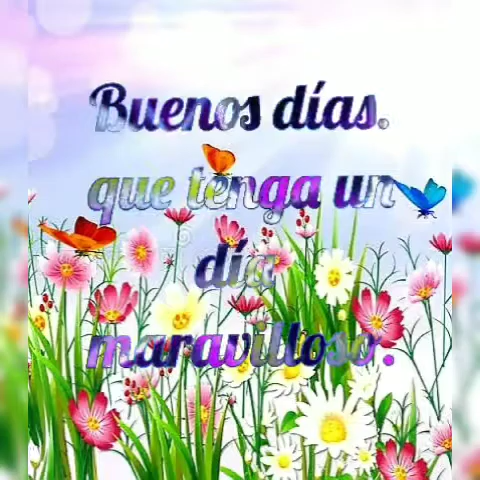 Buenos días.
que tenga un
día
maravilloso.